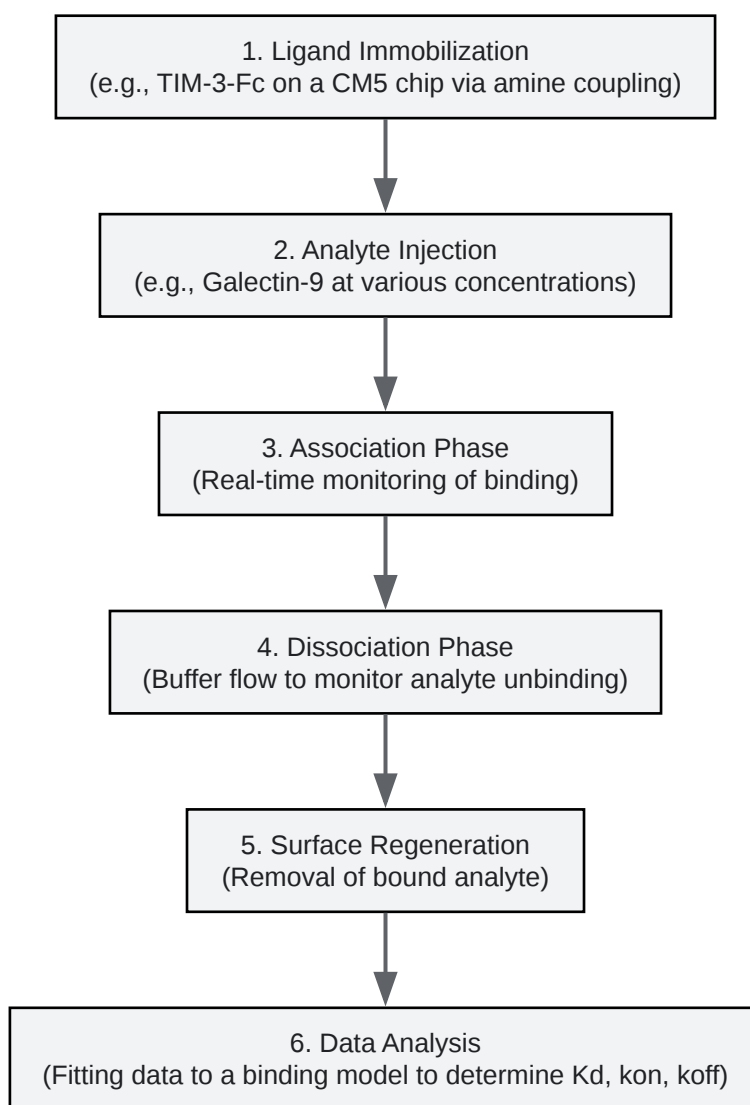 1. Ligand Immobilization
(e.g., TIM-3-Fc on a CM5 chip via amine coupling)
2. Analyte Injection
(e.g., Galectin-9 at various concentrations)
3. Association Phase
(Real-time monitoring of binding)
4. Dissociation Phase
(Buffer flow to monitor analyte unbinding)
5. Surface Regeneration
(Removal of bound analyte)
6. Data Analysis
(Fitting data to a binding model to determine Kd, kon, koff)